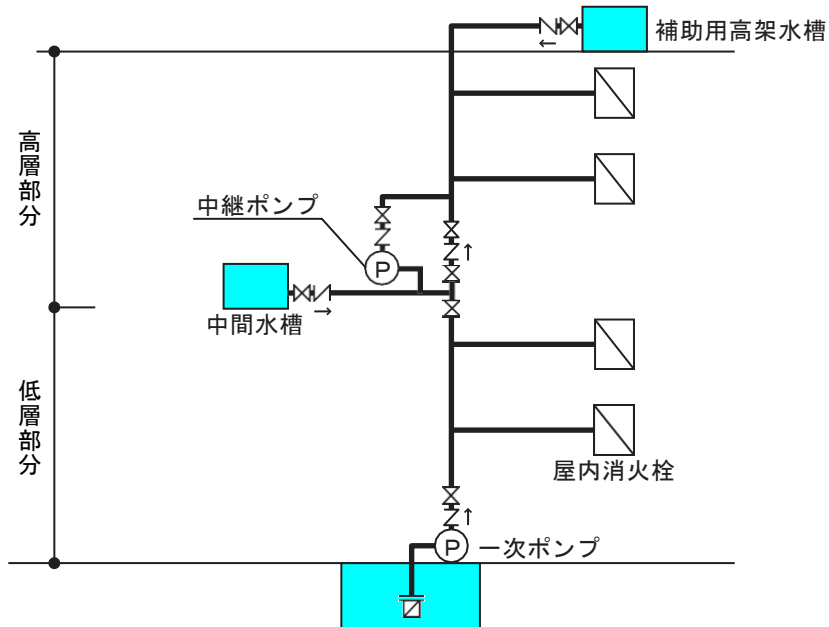 補助用高架水槽
高層部分
中継ポンプ
P
中間水槽
低層部分
屋内消火栓
P
一次ポンプ